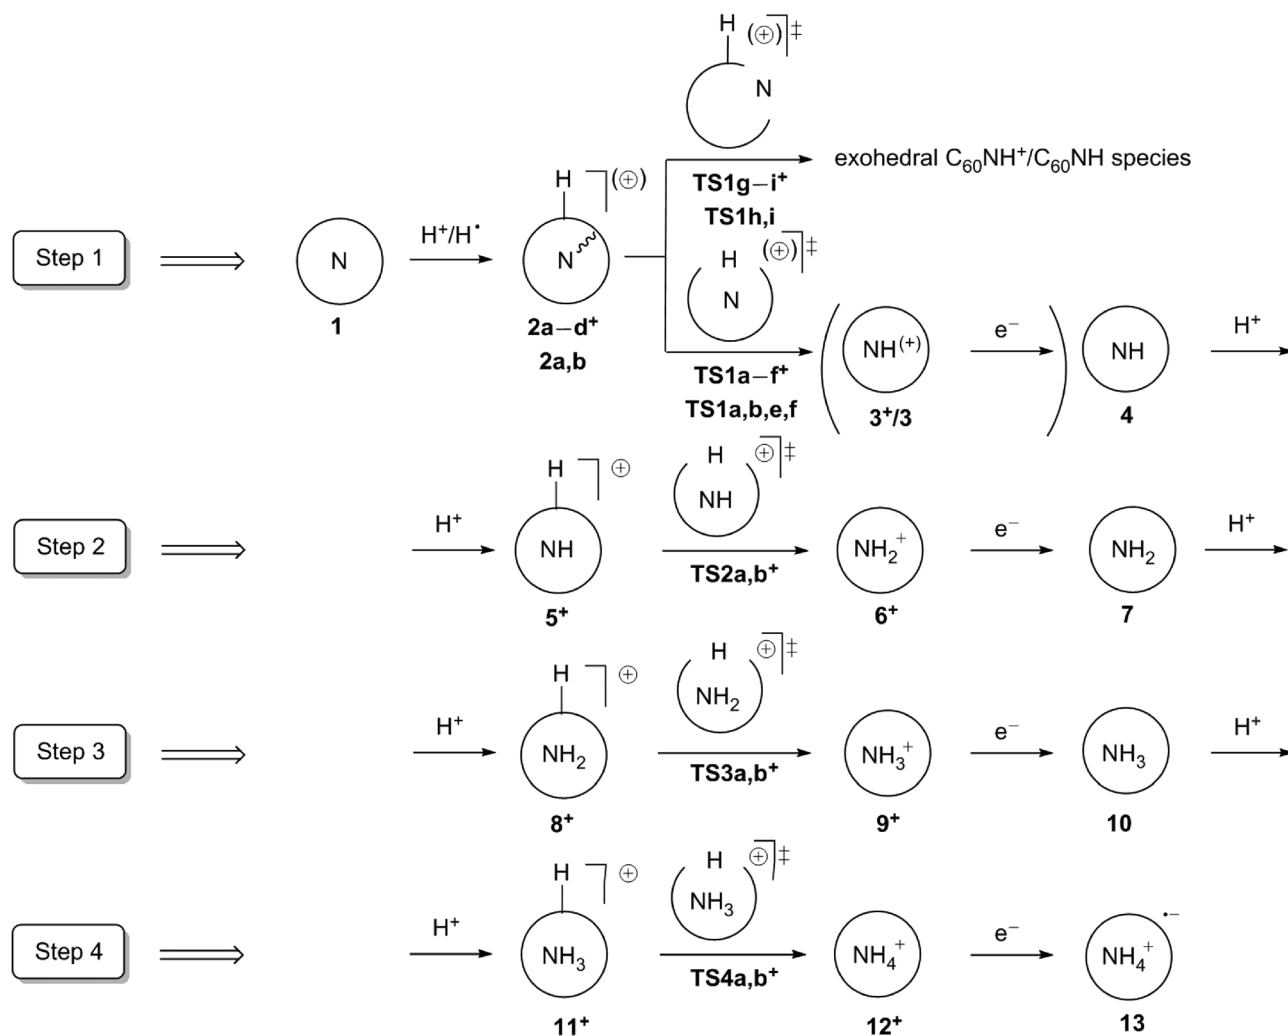 H (⊕) ‡
N
exohedral C₆₀NH⁺/C₆₀NH species
TS1g–i⁺
TS1h,i
Step 1
N
1
H⁺/H•
H (⊕)
N
2a–d⁺
2a,b
H (⊕) ‡
N
TS1a–f⁺
TS1a,b,e,f
NH⁽⁺⁾
3⁺/3
e⁻
NH
4
H⁺
Step 2
H⁺
H ⊕
NH
5⁺
H ⊕ ‡
NH
TS2a,b⁺
NH₂⁺
6⁺
e⁻
NH₂
7
H⁺
Step 3
H⁺
H ⊕
NH₂
8⁺
H ⊕ ‡
NH₂
TS3a,b⁺
NH₃⁺
9⁺
e⁻
NH₃
10
H⁺
Step 4
H⁺
H ⊕
NH₃
11⁺
H ⊕ ‡
NH₃
TS4a,b⁺
NH₄⁺
12⁺
e⁻
NH₄⁺ •−
13